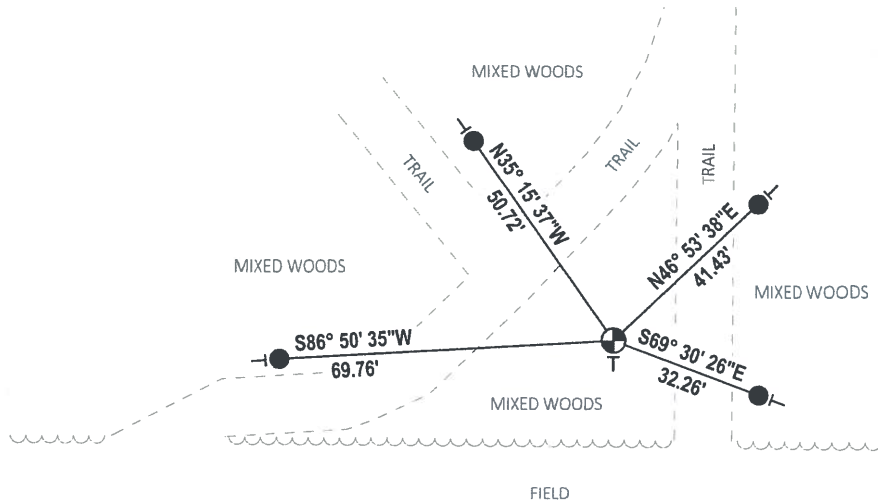 MIXED WOODS
TRAIL
TRAIL
TRAIL
N35° 15' 37"W
50.72'
N46° 53' 38"E
41.43'
MIXED WOODS
MIXED WOODS
S86° 50' 35"W
69.76'
S69° 30' 26"E
32.26'
T
MIXED WOODS
FIELD